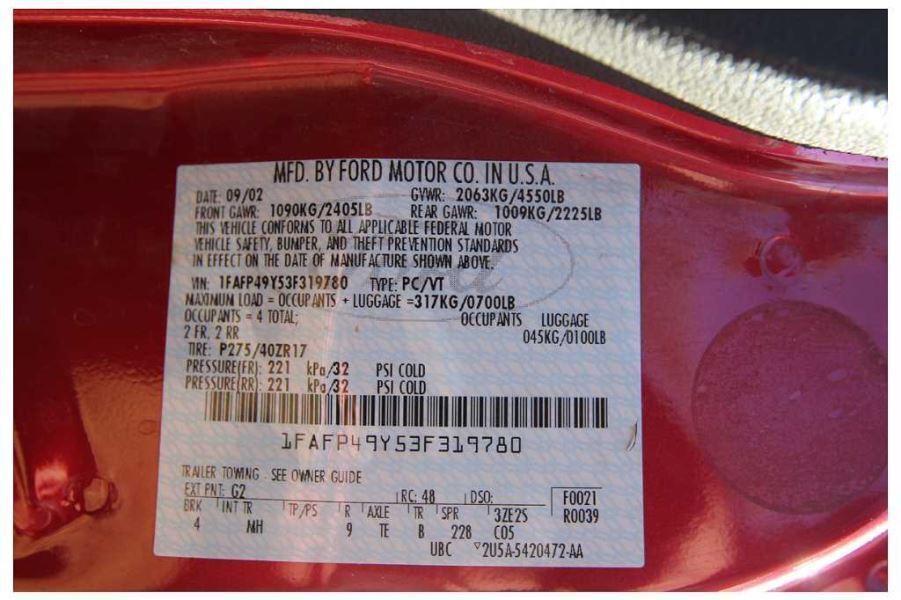 MFD. BY FORD MOTOR CO. IN U.S.A.
DATE: 09/02 GVWR: 2063KG/4550LB
FRONT GAWR: 1090KG/2405LB REAR GAWR: 1009KG/2225LB
THIS VEHICLE CONFORMS TO ALL APPLICABLE FEDERAL MOTOR
VEHICLE SAFETY, BUMPER, AND THEFT PREVENTION STANDARDS
IN EFFECT ON THE DATE OF MANUFACTURE SHOWN ABOVE.
VIN: 1FAFP49Y53F319780 TYPE: PC/VT
MAXIMUM LOAD = OCCUPANTS + LUGGAGE =317KG/0700LB
OCCUPANTS = 4 TOTAL; OCCUPANTS LUGGAGE
2 FR, 2 RR 045KG/0100LB
TIRE: P275/40ZR17
PRESSURE(FR): 221 kPa/32 PSI COLD
PRESSURE(RR): 221 kPa/32 PSI COLD
1FAFP49Y53F319780
TRAILER TOWING - SEE OWNER GUIDE
EXT PNT: G2 RC: 48 DSO: F0021
BRK INT TR TP/PS R AXLE TR SPR 3ZE2S R0039
4 MH 9 TE B 228 C05
UBC ▽2U5A-5420472-AA